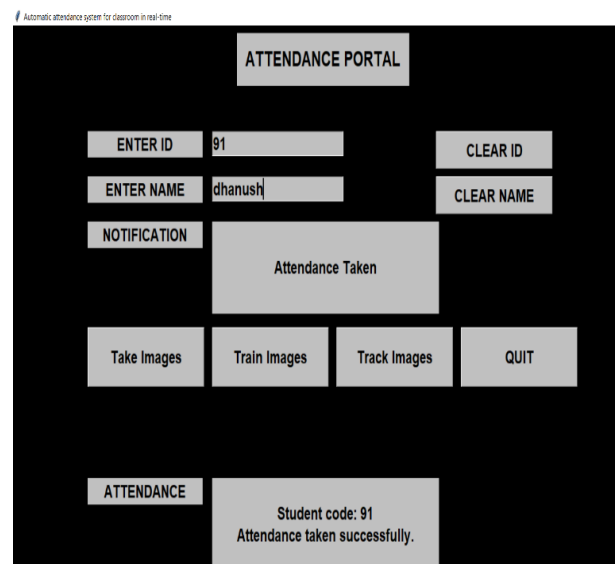 Automatic attendance system for classroom in real-time
ATTENDANCE PORTAL
ENTER ID 91 CLEAR ID
ENTER NAME dhanush CLEAR NAME
NOTIFICATION
Attendance Taken
Take Images Train Images Track Images QUIT
ATTENDANCE
Student code: 91
Attendance taken successfully.